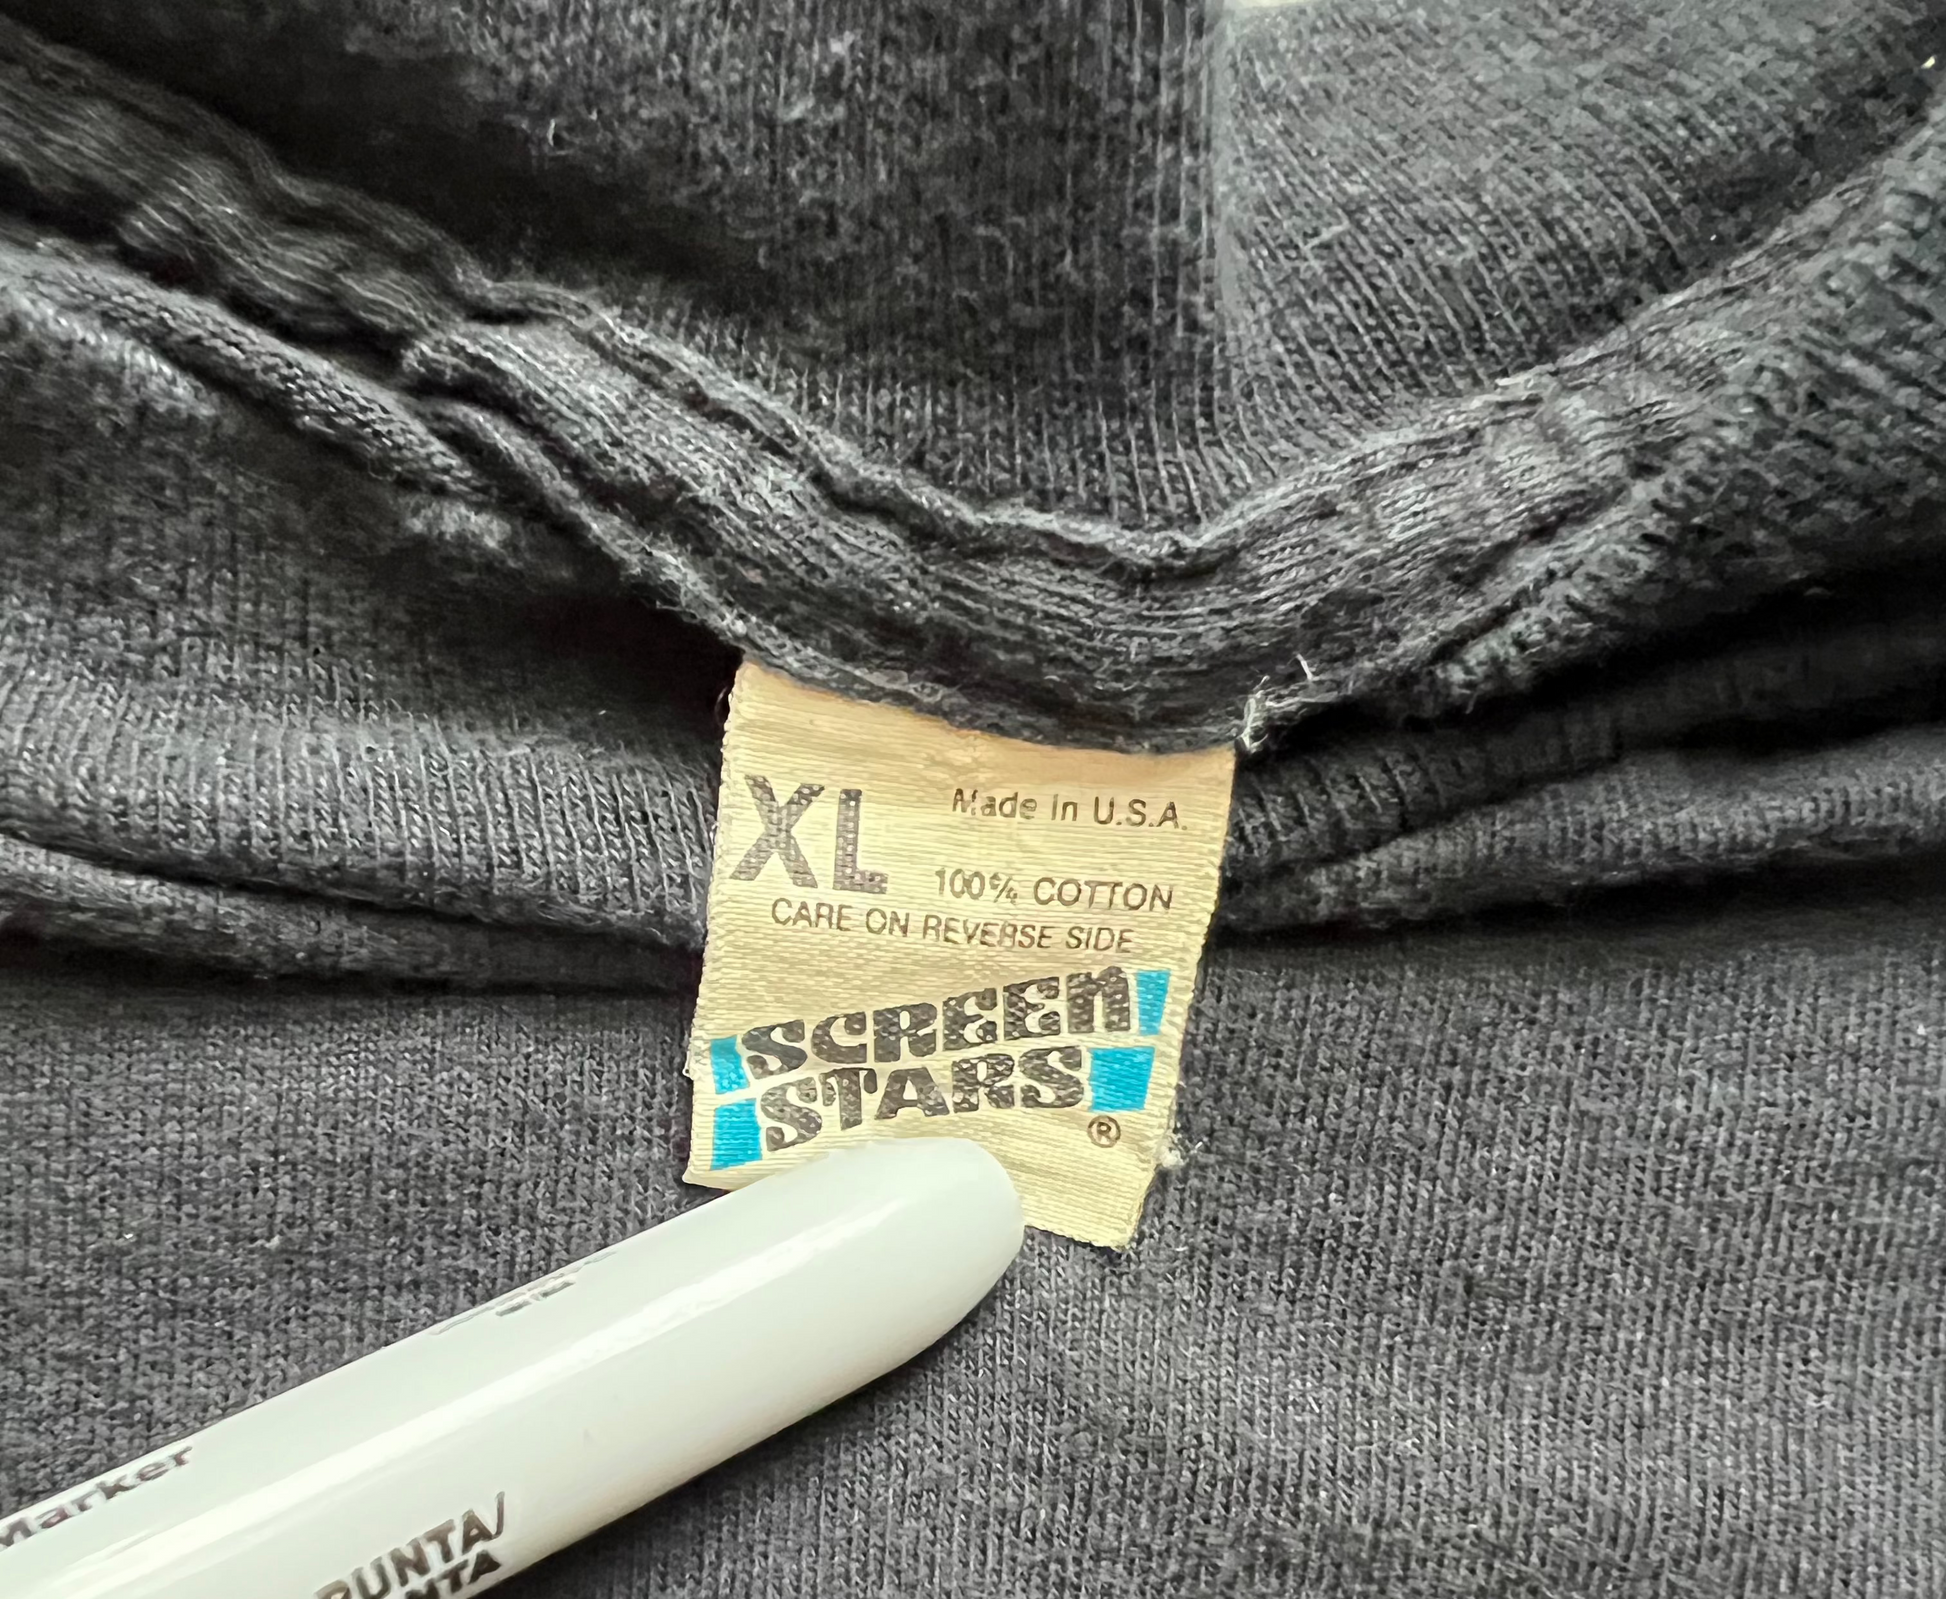 XL
Made In U.S.A.
100% COTTON
CARE ON REVERSE SIDE
SCREEN
STARS
®
Marker
PUNTA/